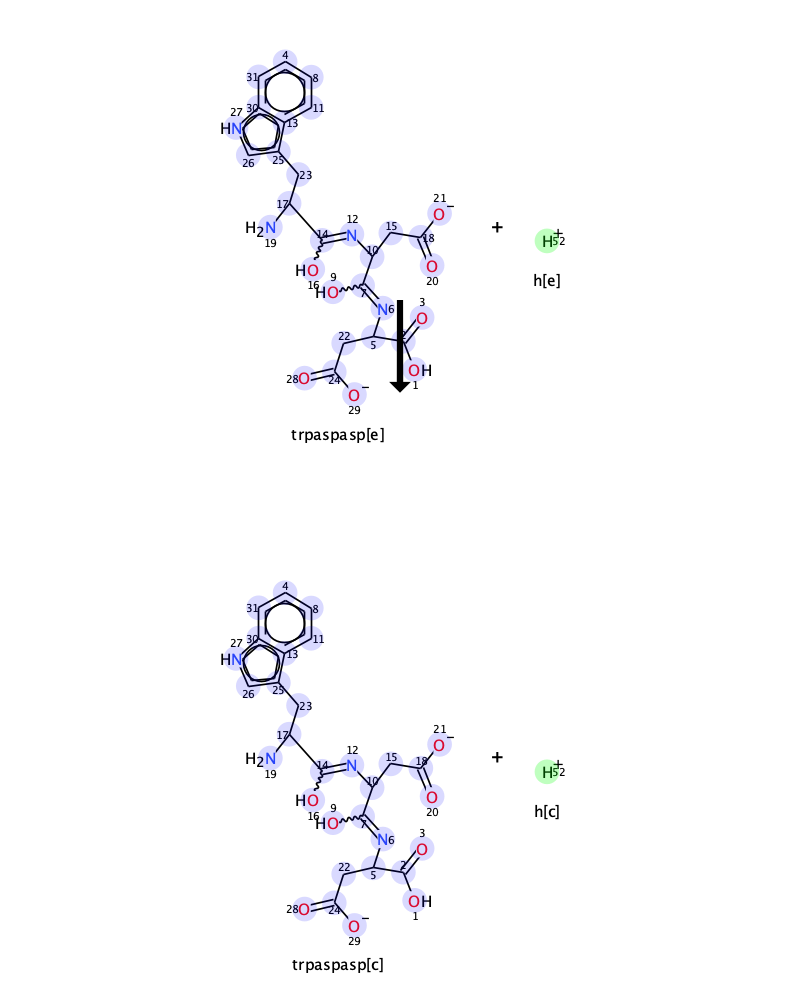 4
31
8
30
11
27
13
HN
26
25
23
17
H2N
19
12
N
14
HO
16
10
15
21
O−
18
O
20
9
HO
7
N6
3
O
22
5
2
OH
1
28O
24
O−
29
+
H+
52
h[e]
trpaspasp[e]
4
31
8
30
11
27
13
HN
26
25
23
17
H2N
19
12
N
14
HO
16
10
15
21
O−
18
O
20
9
HO
7
N6
3
O
22
5
2
OH
1
28O
24
O−
29
+
H+
52
h[c]
trpaspasp[c]